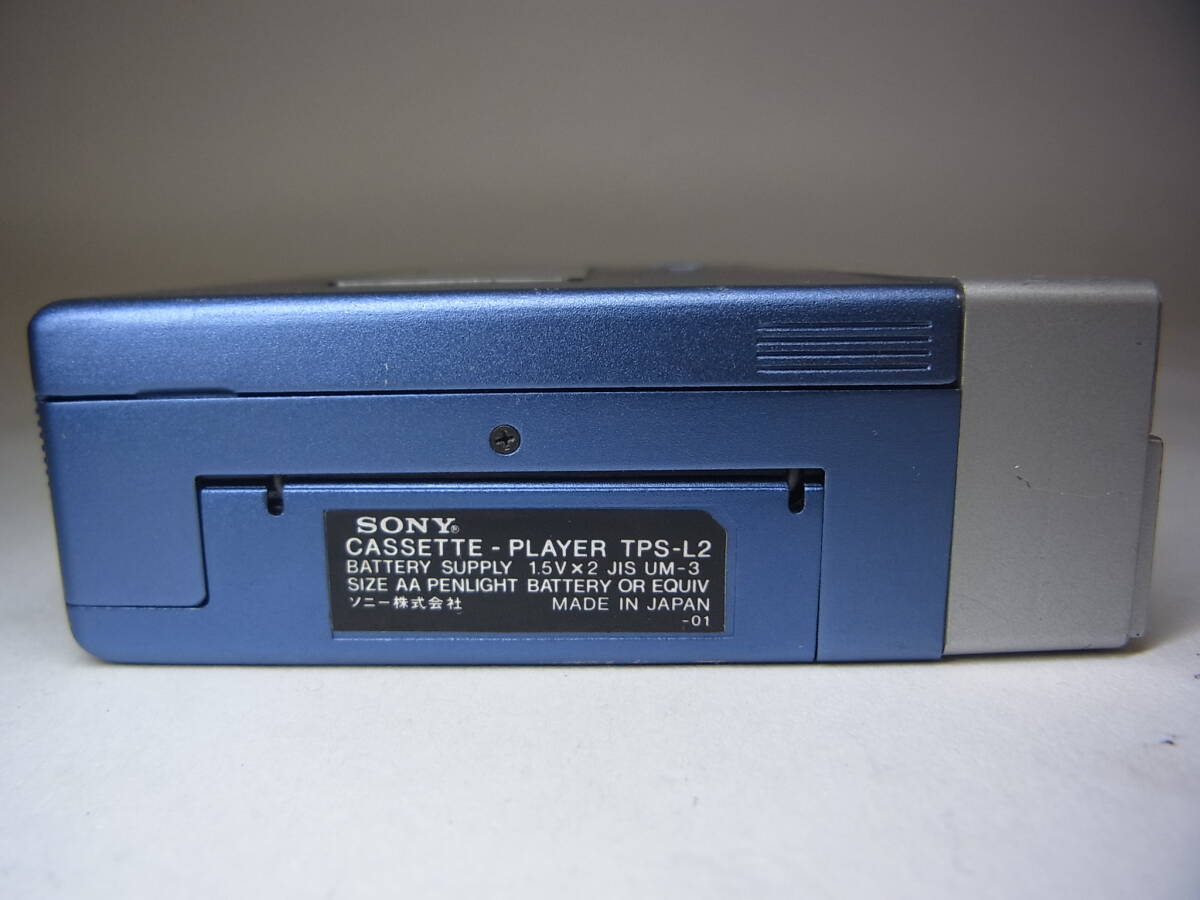 SONY®
CASSETTE-PLAYER TPS-L2
BATTERY SUPPLY 1.5V×2 JIS UM-3
SIZE AA PENLIGHT BATTERY OR EQUIV
ソニー株式会社 MADE IN JAPAN
-01